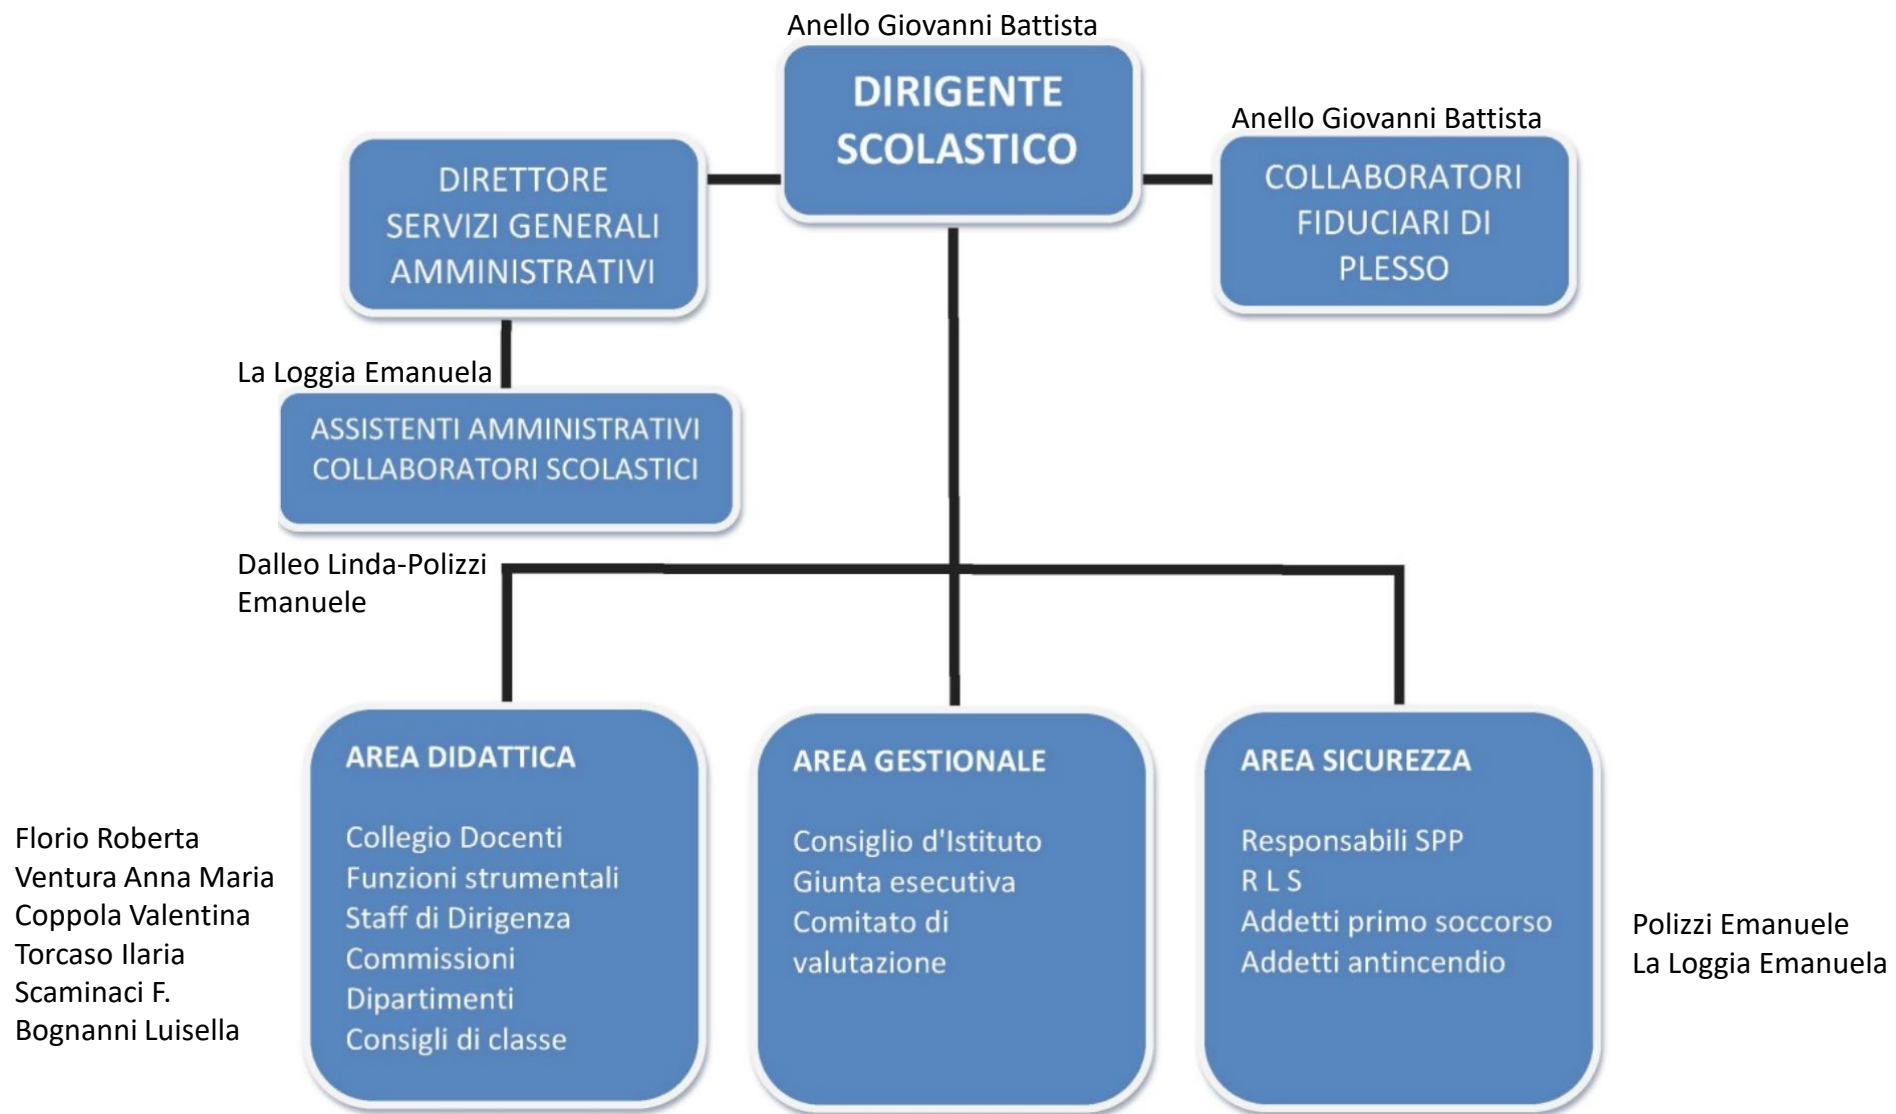 Anello Giovanni Battista
DIRIGENTE
SCOLASTICO
Anello Giovanni Battista
COLLABORATORI
FIDUCIARI DI
PLESSO
DIRETTORE
SERVIZI GENERALI
AMMINISTRATIVI
La Loggia Emanuela
ASSISTENTI AMMINISTRATIVI
COLLABORATORI SCOLASTICI
Dalleo Linda-Polizzi
Emanuele
Florio Roberta
Ventura Anna Maria
Coppola Valentina
Torcaso Ilaria
Scaminaci F.
Bognanni Luisella
AREA DIDATTICA
Collegio Docenti
Funzioni strumentali
Staff di Dirigenza
Commissioni
Dipartimenti
Consigli di classe
AREA GESTIONALE
Consiglio d'Istituto
Giunta esecutiva
Comitato di
valutazione
AREA SICUREZZA
Responsabili SPP
R L S
Addetti primo soccorso
Addetti antincendio
Polizzi Emanuele
La Loggia Emanuela